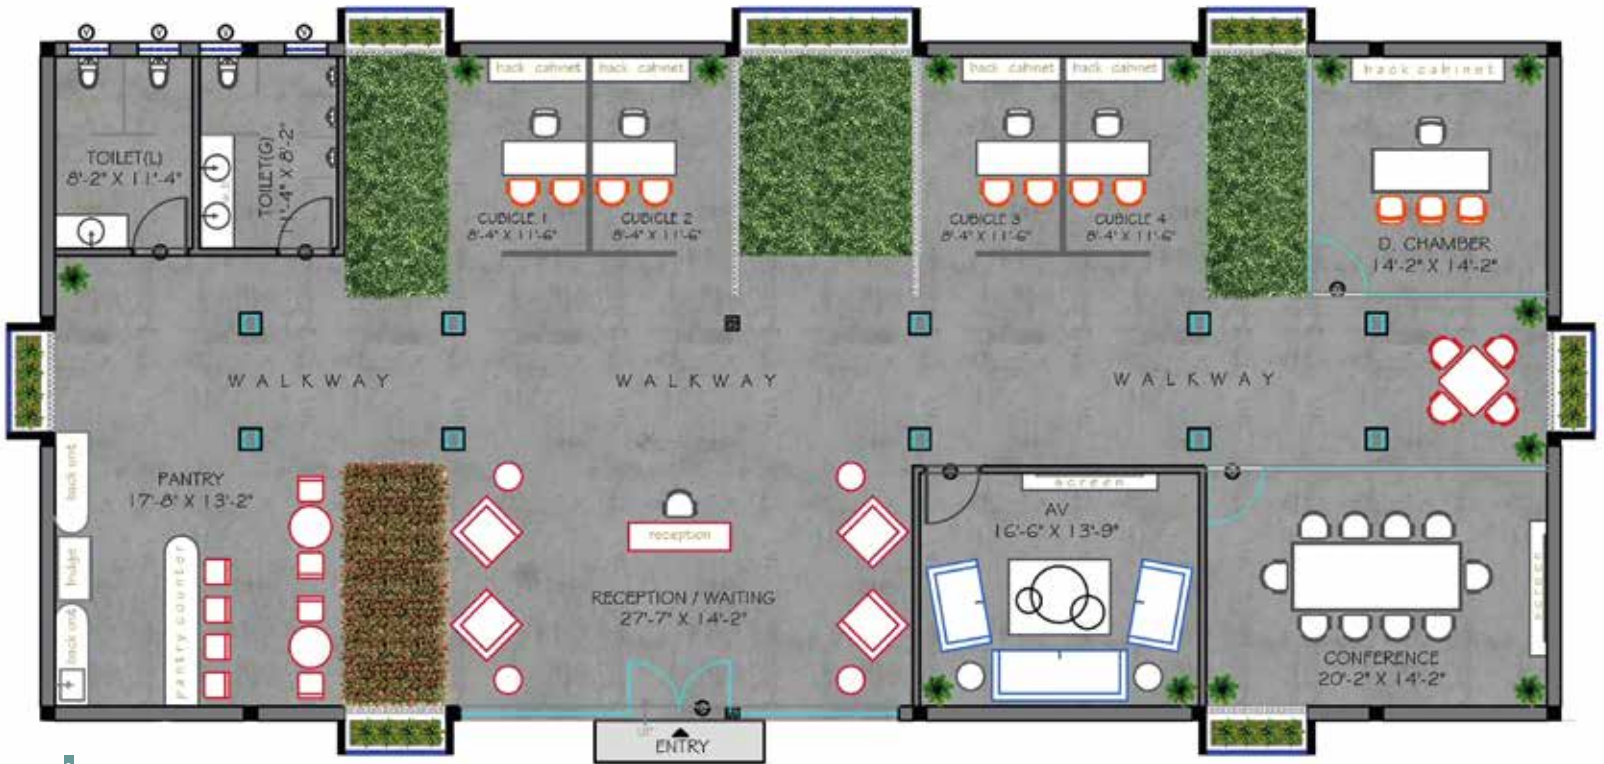 back cabinet
back cabinet
back cabinet
back cabinet
back cabinet
TOILET(L)
8'-2" X 11'-4"
TOILET(G)
11'-4" X 8'-2"
CUBICLE 1
8'-4" X 11'-6"
CUBICLE 2
8'-4" X 11'-6"
CUBICLE 3
8'-4" X 11'-6"
CUBICLE 4
8'-4" X 11'-6"
D. CHAMBER
14'-2" X 14'-2"
WALKWAY
WALKWAY
WALKWAY
back unit
PANTRY
17'-8" X 13'-2"
fridge
back unit
pantry counter
reception
RECEPTION / WAITING
27'-7" X 14'-2"
screen
AV
16'-6" X 13'-9"
screen
CONFERENCE
20'-2" X 14'-2"
UP
ENTRY